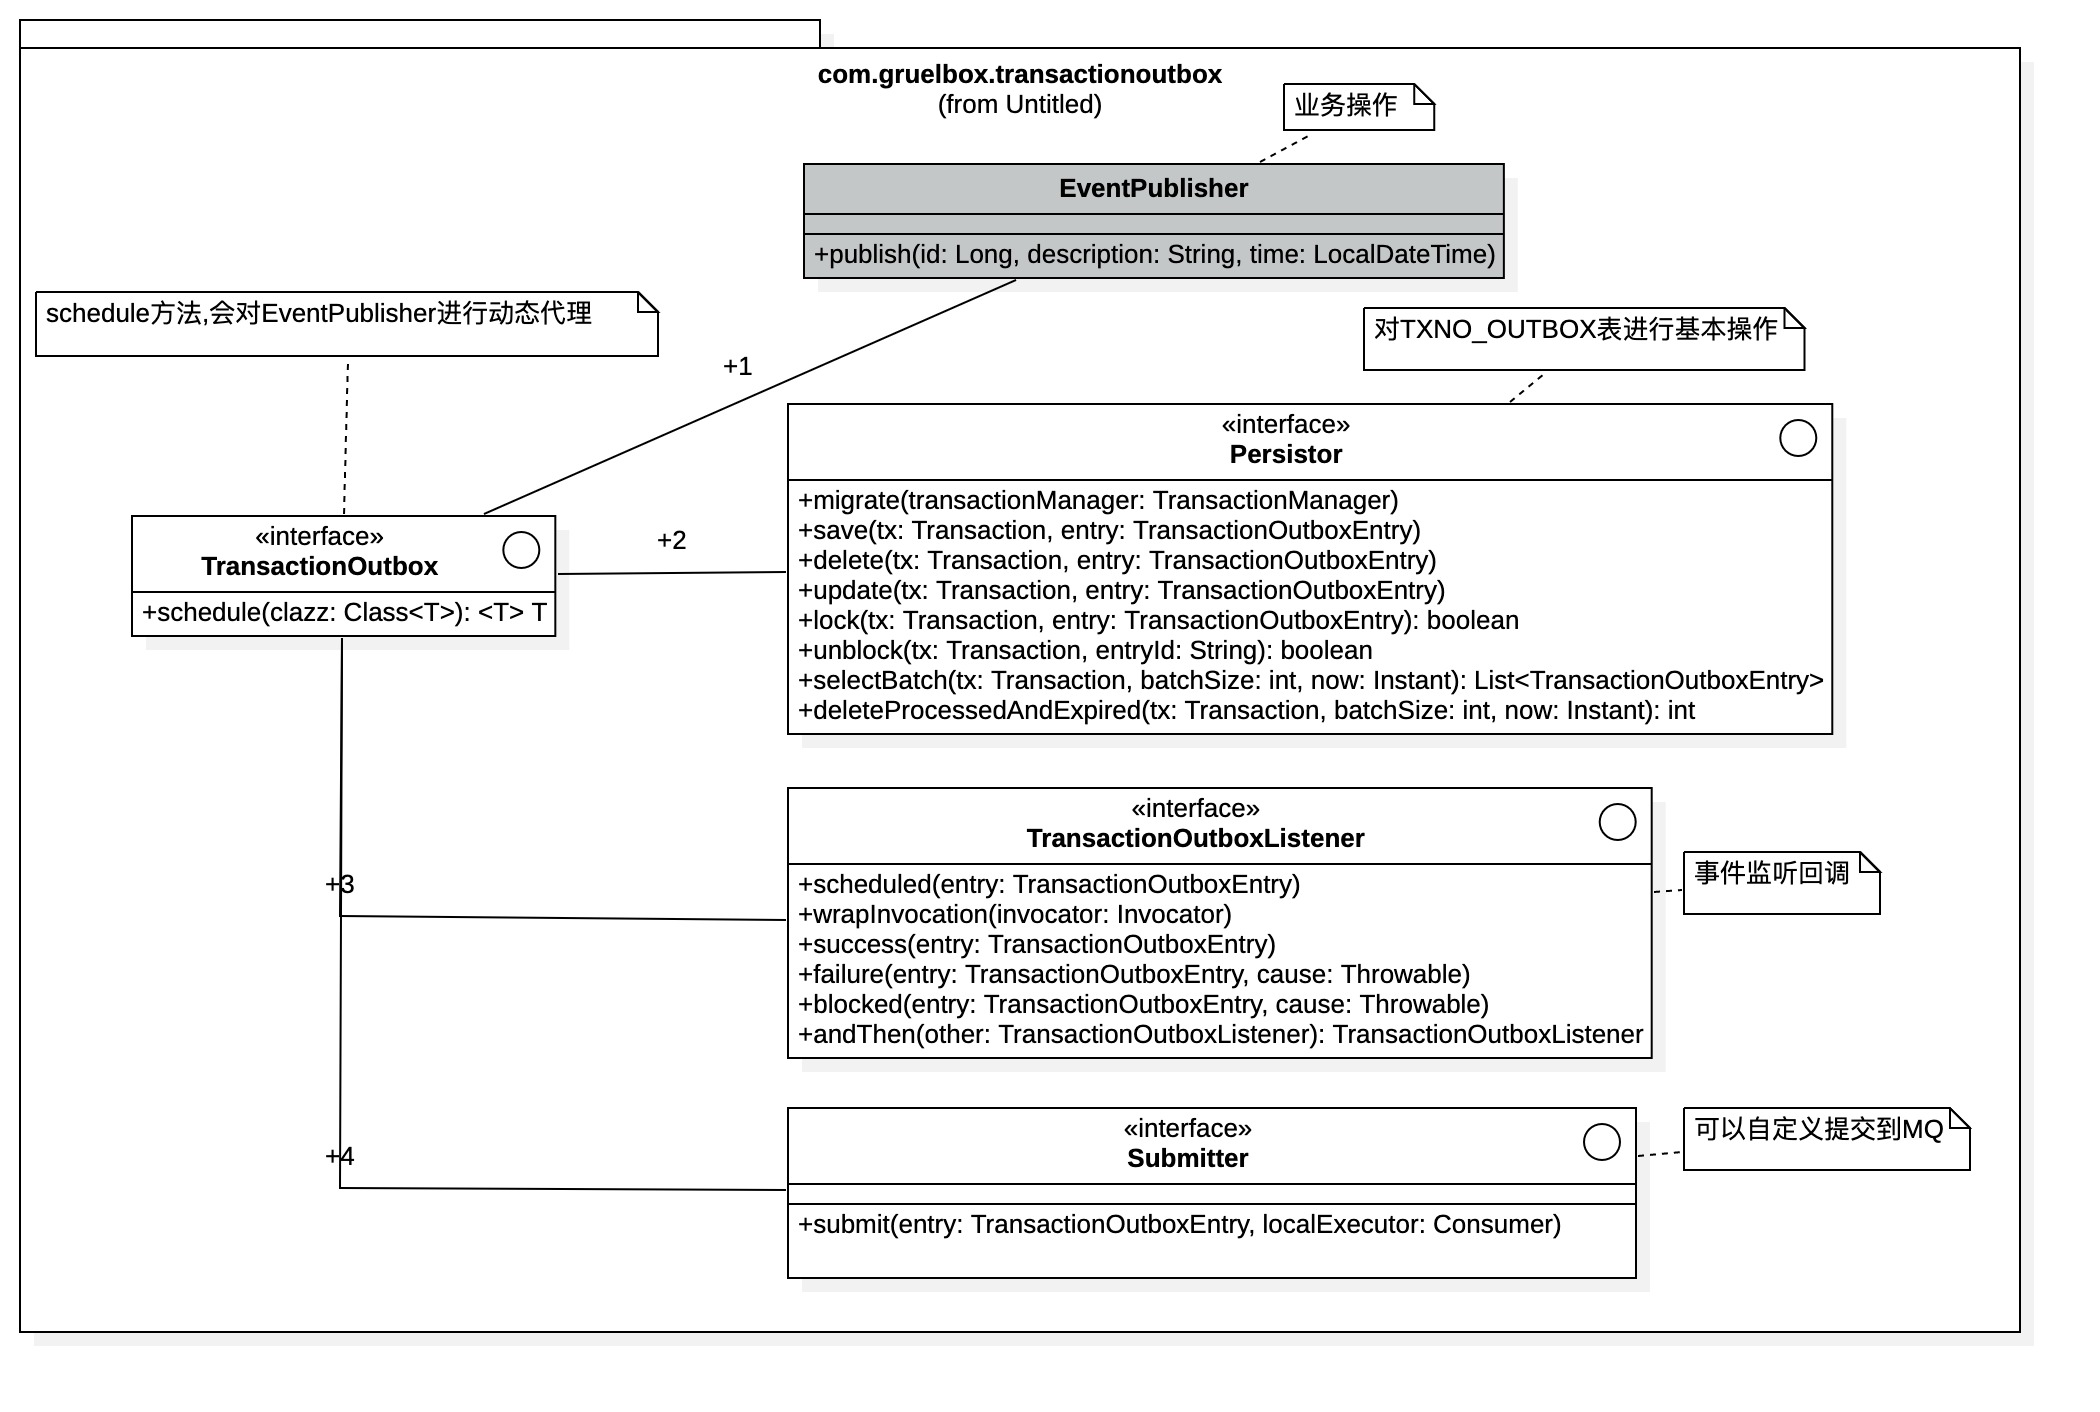 com.gruelbox.transactionoutbox
(from Untitled)
业务操作
EventPublisher
+publish(id: Long, description: String, time: LocalDateTime)
schedule方法,会对EventPublisher进行动态代理
对TXNO_OUTBOX表进行基本操作
+1
«interface»
Persistor
+migrate(transactionManager: TransactionManager)
+save(tx: Transaction, entry: TransactionOutboxEntry)
+delete(tx: Transaction, entry: TransactionOutboxEntry)
+update(tx: Transaction, entry: TransactionOutboxEntry)
+lock(tx: Transaction, entry: TransactionOutboxEntry): boolean
+unblock(tx: Transaction, entryId: String): boolean
+selectBatch(tx: Transaction, batchSize: int, now: Instant): List<TransactionOutboxEntry>
+deleteProcessedAndExpired(tx: Transaction, batchSize: int, now: Instant): int
«interface»
TransactionOutbox
+schedule(clazz: Class<T>): <T> T
+2
«interface»
TransactionOutboxListener
+scheduled(entry: TransactionOutboxEntry)
+wrapInvocation(invocator: Invocator)
+success(entry: TransactionOutboxEntry)
+failure(entry: TransactionOutboxEntry, cause: Throwable)
+blocked(entry: TransactionOutboxEntry, cause: Throwable)
+andThen(other: TransactionOutboxListener): TransactionOutboxListener
事件监听回调
+3
«interface»
Submitter
+submit(entry: TransactionOutboxEntry, localExecutor: Consumer)
可以自定义提交到MQ
+4